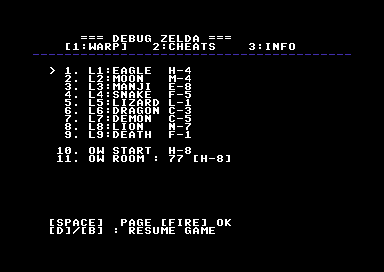 === DEBUG ZELDA ===
[1:WARP] 2:CHEATS 3:INFO
> 1. L1:EAGLE H-4
2. L2:MOON M-4
3. L3:MANJI E-8
4. L4:SNAKE F-5
5. L5:LIZARD L-1
6. L6:DRAGON C-3
7. L7:DEMON C-5
8. L8:LION N-7
9. L9:DEATH F-1
10. OW START H-8
11. OW ROOM : 77 [H-8]
[SPACE] PAGE [FIRE] OK
[D]/[B] : RESUME GAME